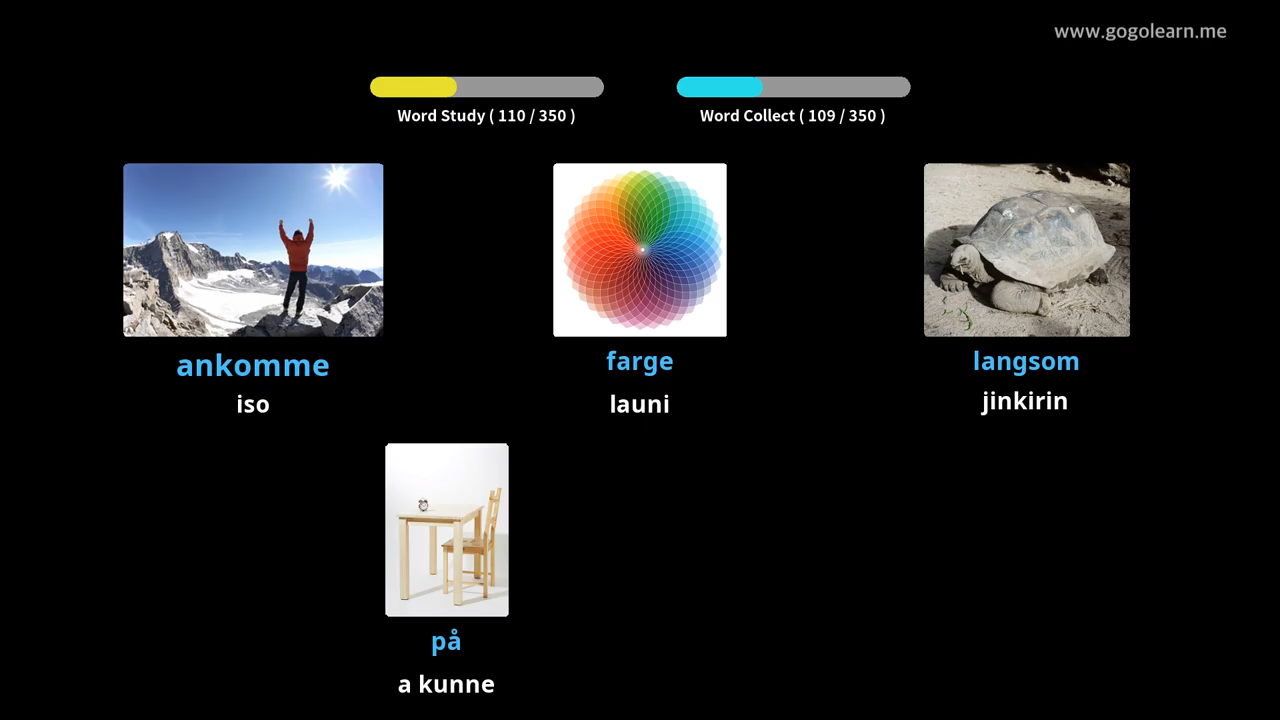 www.gogolearn.me
Word Study ( 110 / 350 )
Word Collect ( 109 / 350 )
ankomme
iso
farge
launi
langsom
jinkirin
på
a kunne